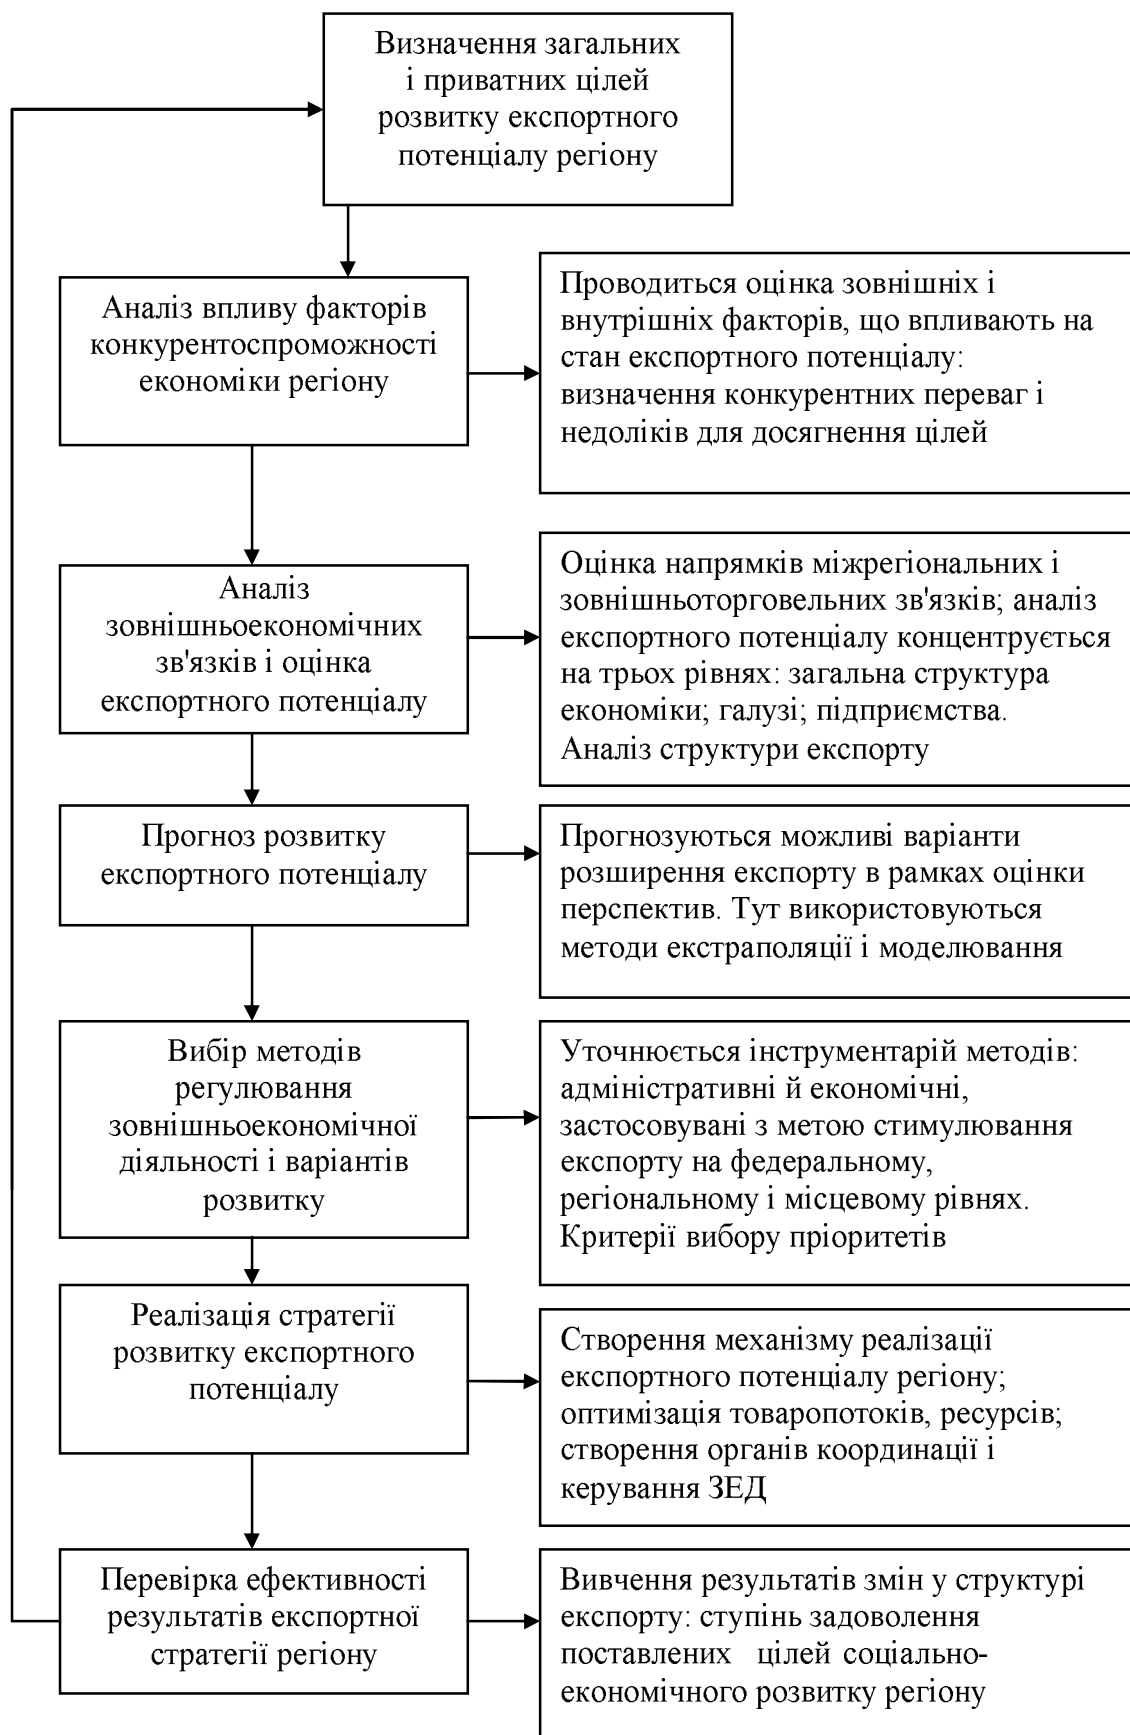 Визначення загальних
і приватних цілей
розвитку експортного
потенціалу регіону
Аналіз впливу факторів
конкурентоспроможності
економіки регіону
Проводиться оцінка зовнішніх і
внутрішніх факторів, що впливають на
стан експортного потенціалу:
визначення конкурентних переваг і
недоліків для досягнення цілей
Аналіз
зовнішньоекономічних
зв'язків і оцінка
експортного потенціалу
Оцінка напрямків міжрегіональних і
зовнішньоторговельних зв'язків; аналіз
експортного потенціалу концентрується
на трьох рівнях: загальна структура
економіки; галузі; підприємства.
Аналіз структури експорту
Прогноз розвитку
експортного потенціалу
Прогнозуються можливі варіанти
розширення експорту в рамках оцінки
перспектив. Тут використовуються
методи екстраполяції і моделювання
Вибір методів
регулювання
зовнішньоекономічної
діяльності і варіантів
розвитку
Уточнюється інструментарій методів:
адміністративні й економічні,
застосовувані з метою стимулювання
експорту на федеральному,
регіональному і місцевому рівнях.
Критерії вибору пріоритетів
Реалізація стратегії
розвитку експортного
потенціалу
Створення механізму реалізації
експортного потенціалу регіону;
оптимізація товаропотоків, ресурсів;
створення органів координації і
керування ЗЕД
Перевірка ефективності
результатів експортної
стратегії регіону
Вивчення результатів змін у структурі
експорту: ступінь задоволення
поставлених цілей соціально-
економічного розвитку регіону